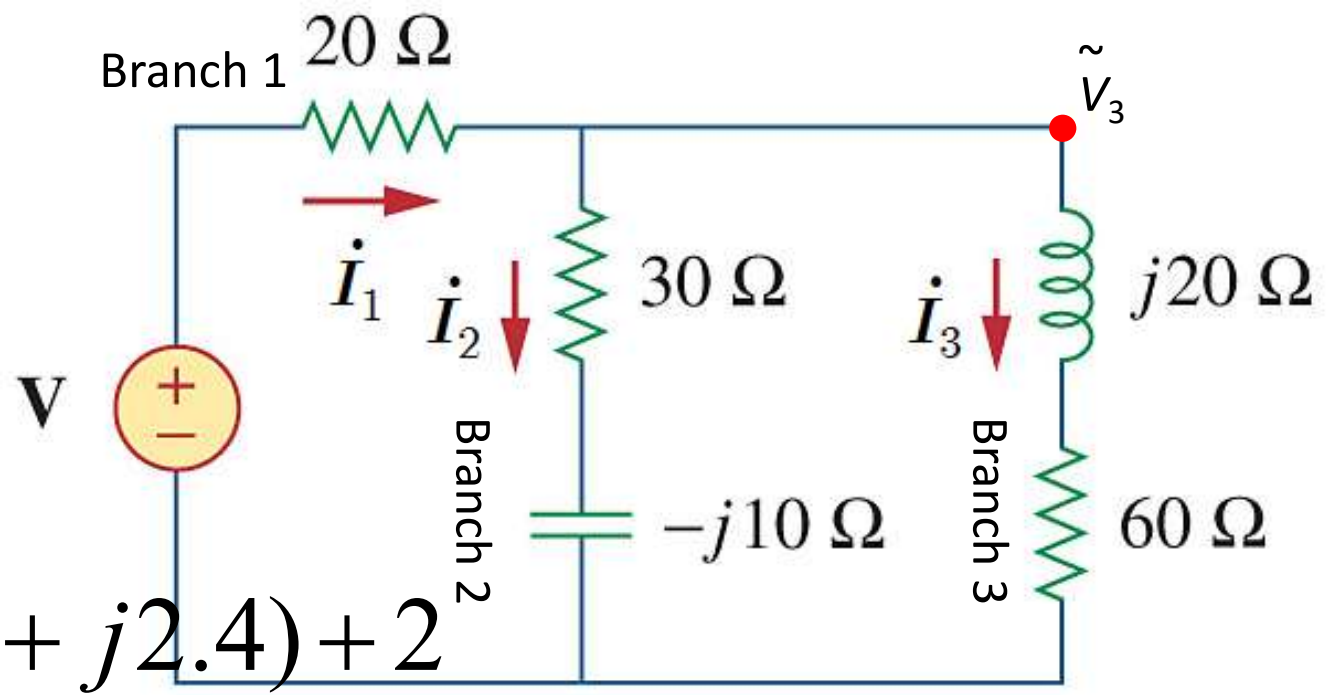 20 Ω
Branch 1
Ṽ₃
İ₁
İ₂
30 Ω
İ₃
j20 Ω
V
+
−
Branch 2
−j10 Ω
Branch 3
60 Ω
+ j2.4) + 2